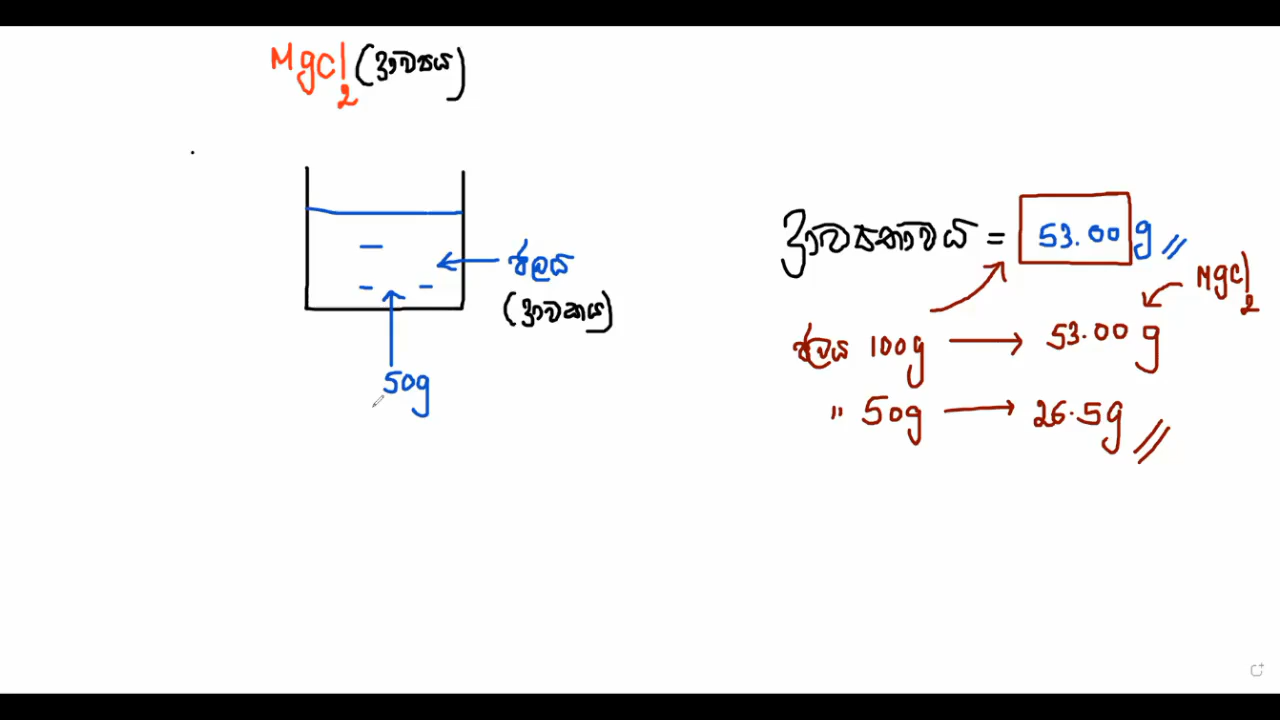 MgCl₂ (ද්‍රාව්‍යය)
ජලය
(ද්‍රාවකය)
50g
ද්‍රාව්‍යතාවය = 53.00 g //
MgCl₂
ජලය 100g → 53.00 g
" 50g → 26.5g //